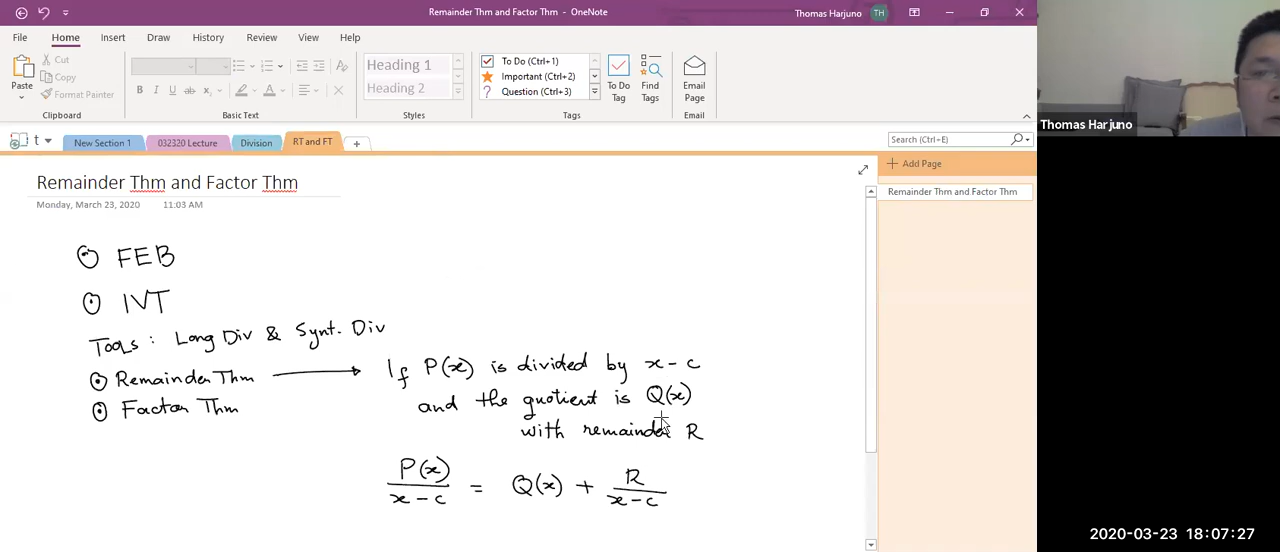 Remainder Thm and Factor Thm - OneNote
Thomas Harjuno TH
File Home Insert Draw History Review View Help
Paste
Cut
Copy
Format Painter
Clipboard
B I U ab x A
Basic Text
Heading 1
Heading 2
Styles
To Do (Ctrl+1)
Important (Ctrl+2)
Question (Ctrl+3)
To Do Tag
Find Tags
Tags
Email Page
Email
Thomas Harjuno
t New Section 1 032320 Lecture Division RT and FT +
Search (Ctrl+E)
Add Page
Remainder Thm and Factor Thm
Remainder Thm and Factor Thm
Monday, March 23, 2020 11:03 AM
FEB
IVT
Tools: Long Div & Synt. Div
Remainder Thm → If P(x) is divided by x - c
Factor Thm and the quotient is Q(x)
with remainder R
P(x)/(x - c) = Q(x) + R/(x - c)
2020-03-23 18:07:27